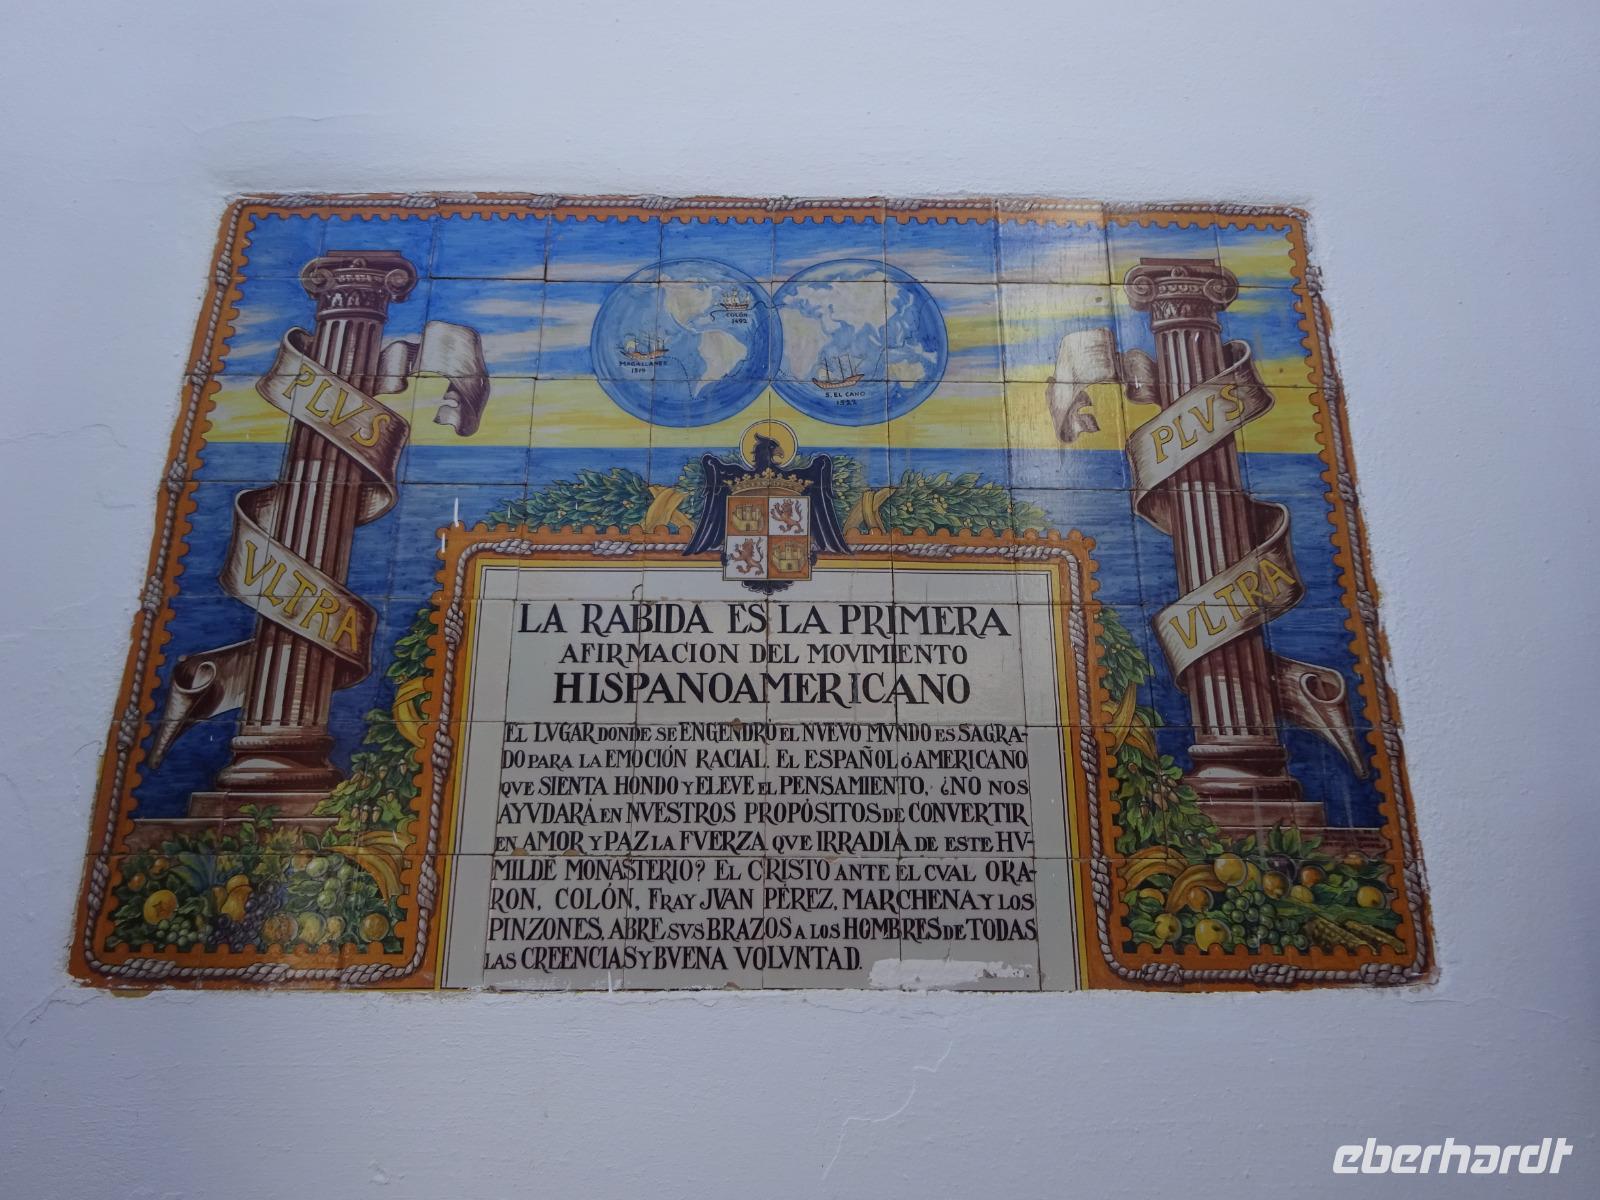 COLÓN
1492
MAGALLANES
1519
S. EL CANO
1522
PLVS
VLTRA
PLVS
VLTRA
LA RABIDA ES LA PRIMERA
AFIRMACION DEL MOVIMIENTO
HISPANOAMERICANO
EL LVGAR DONDE SE ENGENDRÓ EL NVEVO MVNDO ES SAGRA-
DO PARA LA EMOCIÓN RACIAL. EL ESPAÑOL Ó AMERICANO
QVE SIENTA HONDO Y ELEVE EL PENSAMIENTO, ¿NO NOS
AYVDARÁ EN NVESTROS PROPÓSITOS DE CONVERTIR
EN AMOR Y PAZ LA FVERZA QVE IRRADIA DE ESTE HV-
MILDE MONASTERIO? EL CRISTO ANTE EL CVAL ORA-
RON, COLÓN, FRAY JVAN PÉREZ, MARCHENA Y LOS
PINZONES, ABRE SVS BRAZOS A LOS HOMBRES DE TODAS
LAS CREENCIAS Y BVENA VOLVNTAD.
eberhardt